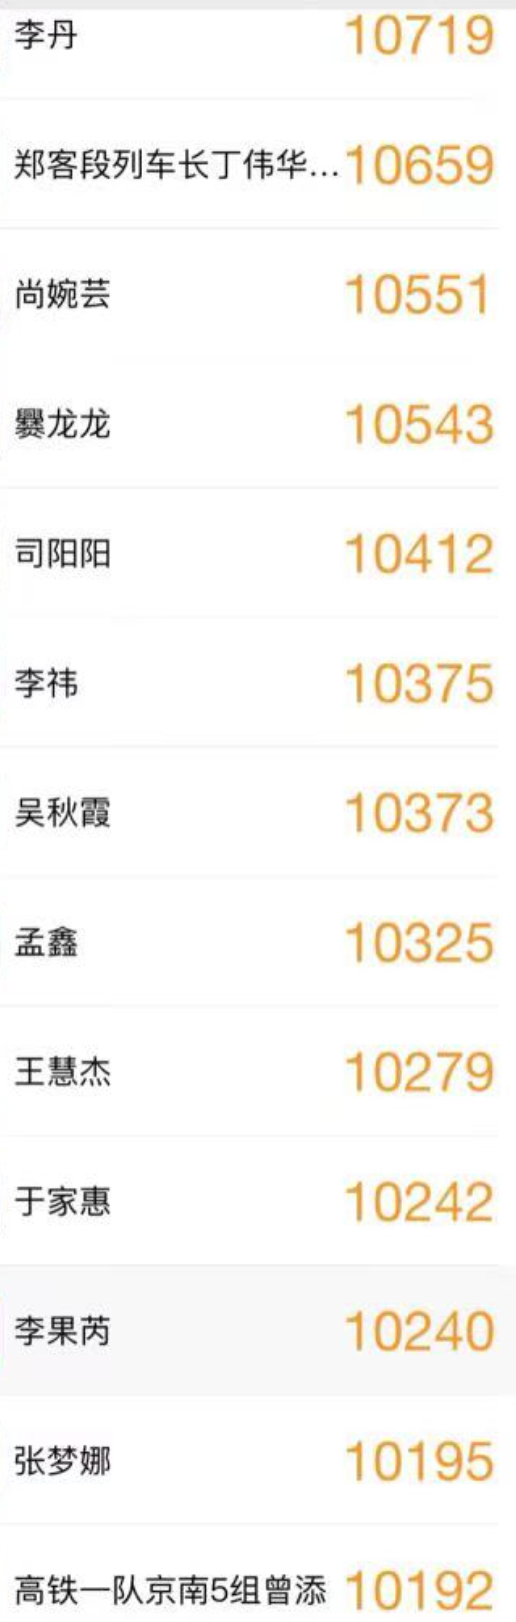 李丹 10719
郑客段列车长丁伟华... 10659
尚婉芸 10551
爨龙龙 10543
司阳阳 10412
李祎 10375
吴秋霞 10373
孟鑫 10325
王慧杰 10279
于家惠 10242
李果芮 10240
张梦娜 10195
高铁一队京南5组曾添 10192